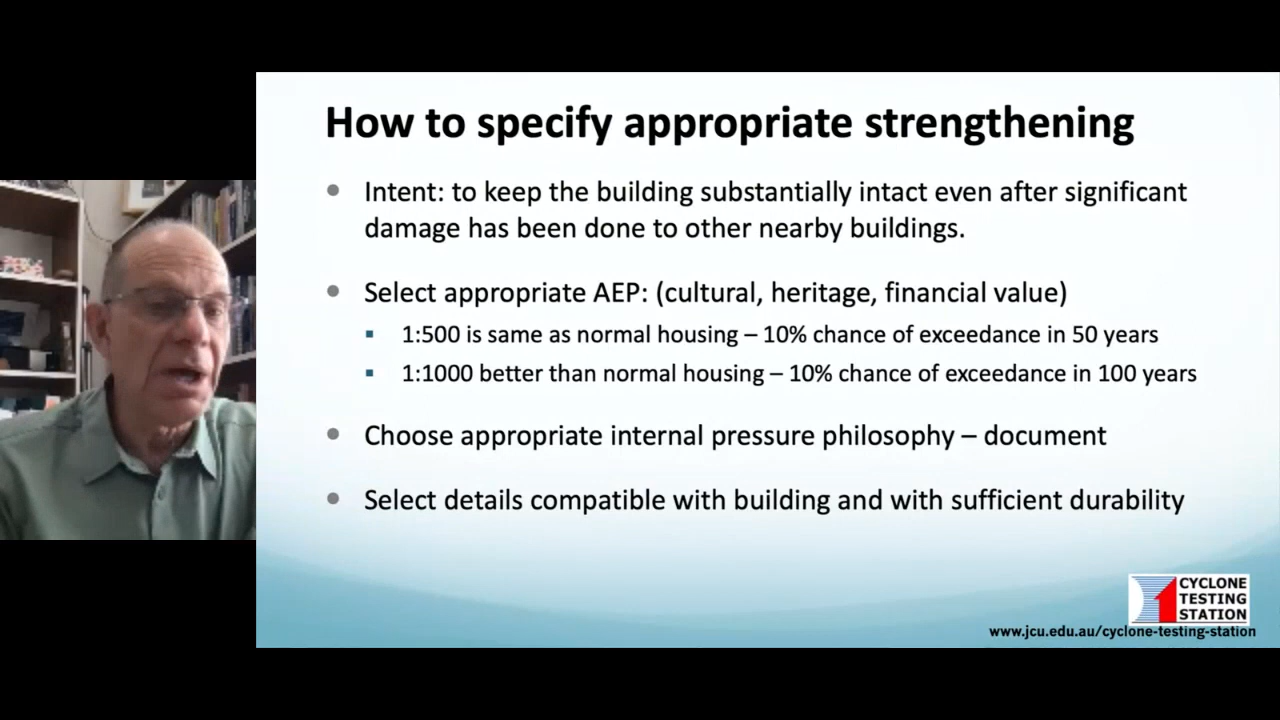 How to specify appropriate strengthening
Intent: to keep the building substantially intact even after significant
damage has been done to other nearby buildings.
Select appropriate AEP: (cultural, heritage, financial value)
1:500 is same as normal housing – 10% chance of exceedance in 50 years
1:1000 better than normal housing – 10% chance of exceedance in 100 years
Choose appropriate internal pressure philosophy – document
Select details compatible with building and with sufficient durability
CYCLONE
TESTING
STATION
www.jcu.edu.au/cyclone-testing-station